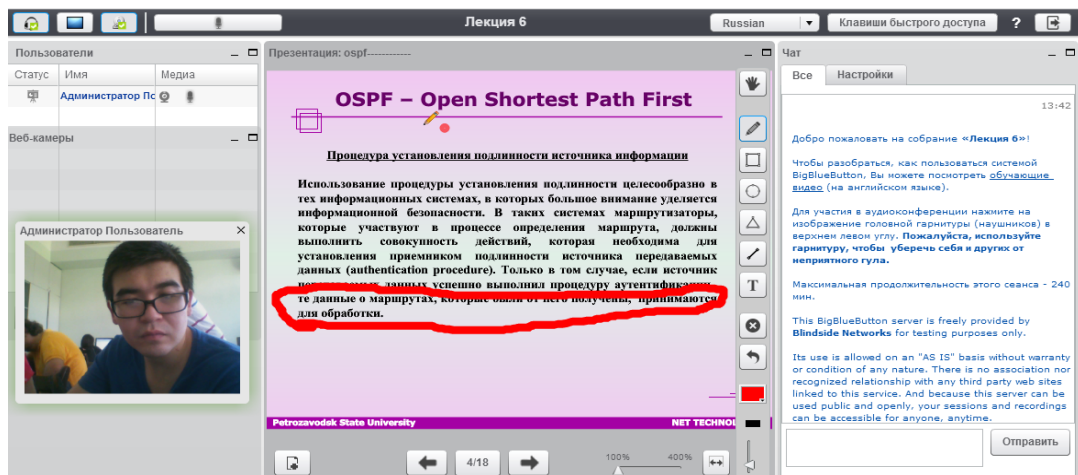 Лекция 6
Russian
Клавиши быстрого доступа
?
Пользователи
Статус Имя Медиа
Администратор По
Веб-камеры
Администратор Пользователь
Презентация: ospf------------
OSPF – Open Shortest Path First
Процедура установления подлинности источника информации
Использование процедуры установления подлинности целесообразно в
тех информационных системах, в которых большое внимание уделяется
информационной безопасности. В таких системах маршрутизаторы,
которые участвуют в процессе определения маршрута, должны
выполнить совокупность действий, которая необходима для
установления приемником подлинности источника передаваемых
данных (authentication procedure). Только в том случае, если источник
данных успешно выполнил процедуру аутентификации
те данные о маршрутах, которые были от него получены, принимаются
для обработки.
Petrozavodsk State University
NET TECHNOL
4/18
100%
400%
T
Чат
Все Настройки
13:42
Добро пожаловать на собрание «Лекция 6»!
Чтобы разобраться, как пользоваться системой
BigBlueButton, Вы можете посмотреть обучающие
видео (на английском языке).
Для участия в аудиоконференции нажмите на
изображение головной гарнитуры (наушников) в
верхнем левом углу. Пожалуйста, используйте
гарнитуру, чтобы уберечь себя и других от
неприятного гула.
Максимальная продолжительность этого сеанса - 240
мин.
This BigBlueButton server is freely provided by
Blindside Networks for testing purposes only.
Its use is allowed on an "AS IS" basis without warranty
or condition of any nature. There is no association nor
recognized relationship with any third party web sites
linked to this service. And because this server can be
used public and openly, your sessions and recordings
can be accessible for anyone, anytime.
Отправить